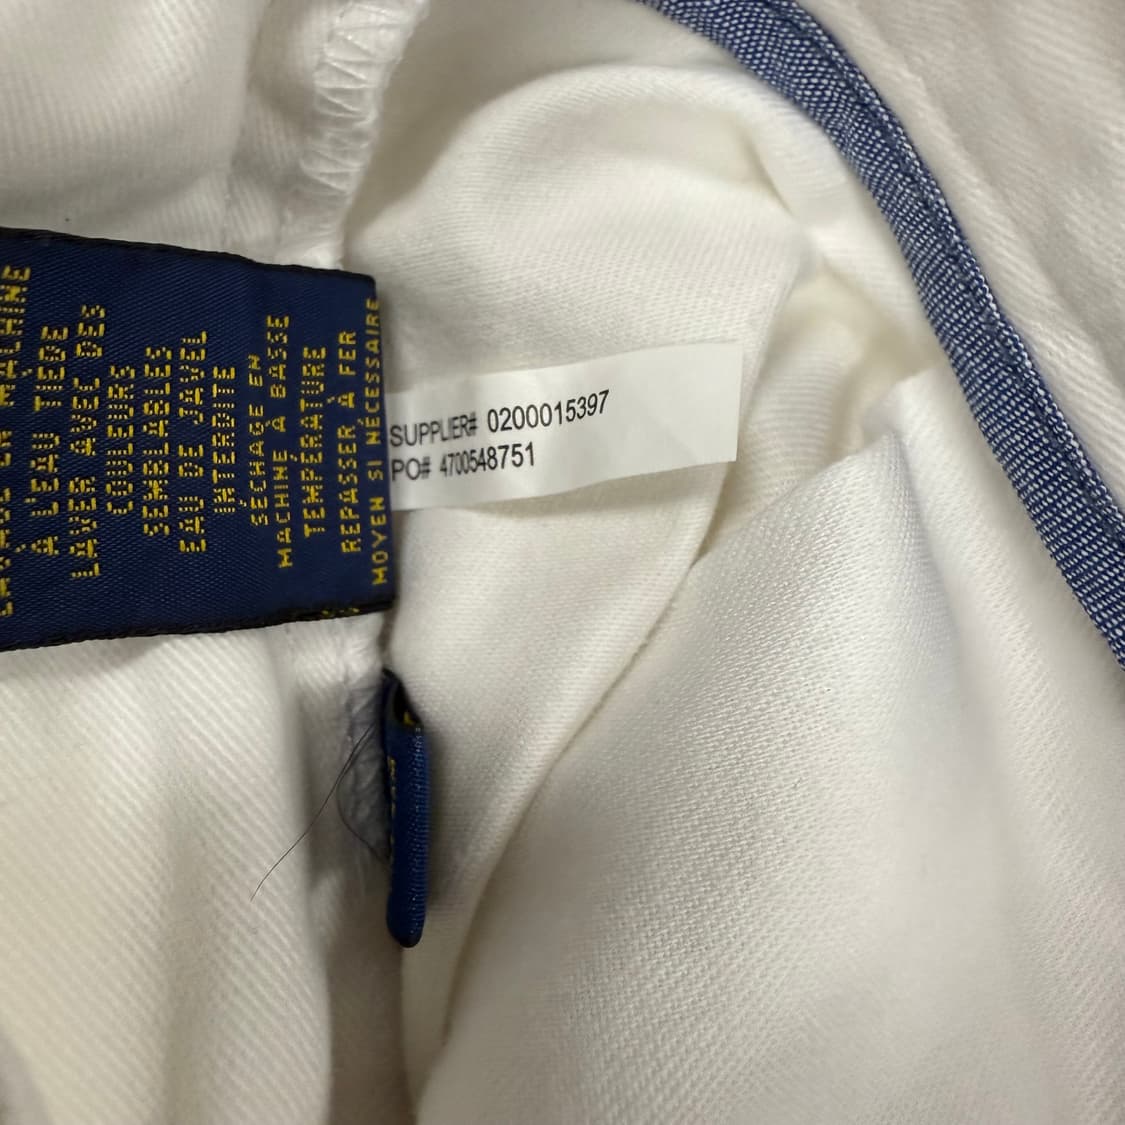 À L'EAU TIÈDE
LAVER AVEC DES
COULEURS
SEMBLABLES
EAU DE JAVEL
INTERDITE
SÉCHAGE EN
MACHINE À BASSE
TEMPÉRATURE
REPASSER À FER
MOYEN SI NÉCESSAIRE
SUPPLIER# 0200015397
PO# 4700548751